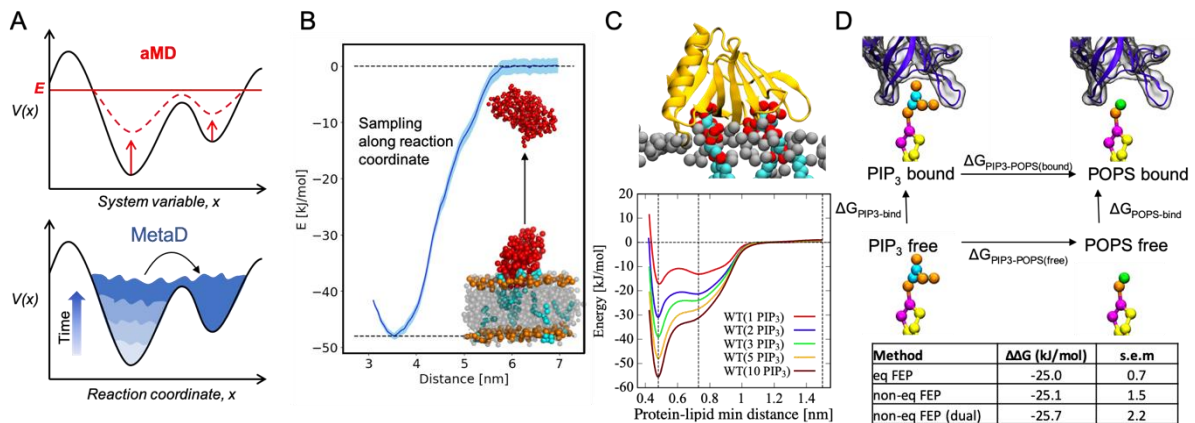 A
aMD
E
V(x)
System variable, x
MetaD
V(x)
Time
Reaction coordinate, x
B
0
−10
−20
−30
−40
−50
E [kJ/mol]
Sampling
along reaction
coordinate
3
4
5
6
7
Distance [nm]
C
20
10
0
-10
-20
-30
-40
-50
-60
Energy [kJ/mol]
WT(1 PIP3)
WT(2 PIP3)
WT(3 PIP3)
WT(5 PIP3)
WT(10 PIP3)
0.4
0.6
0.8
1
1.2
1.4
Protein-lipid min distance [nm]
D
PIP3 bound
ΔGPIP3-POPS(bound)
POPS bound
ΔGPIP3-bind
ΔGPOPS-bind
PIP3 free
ΔGPIP3-POPS(free)
POPS free
Method ΔΔG (kJ/mol) s.e.m
eq FEP -25.0 0.7
non-eq FEP -25.1 1.5
non-eq FEP (dual) -25.7 2.2